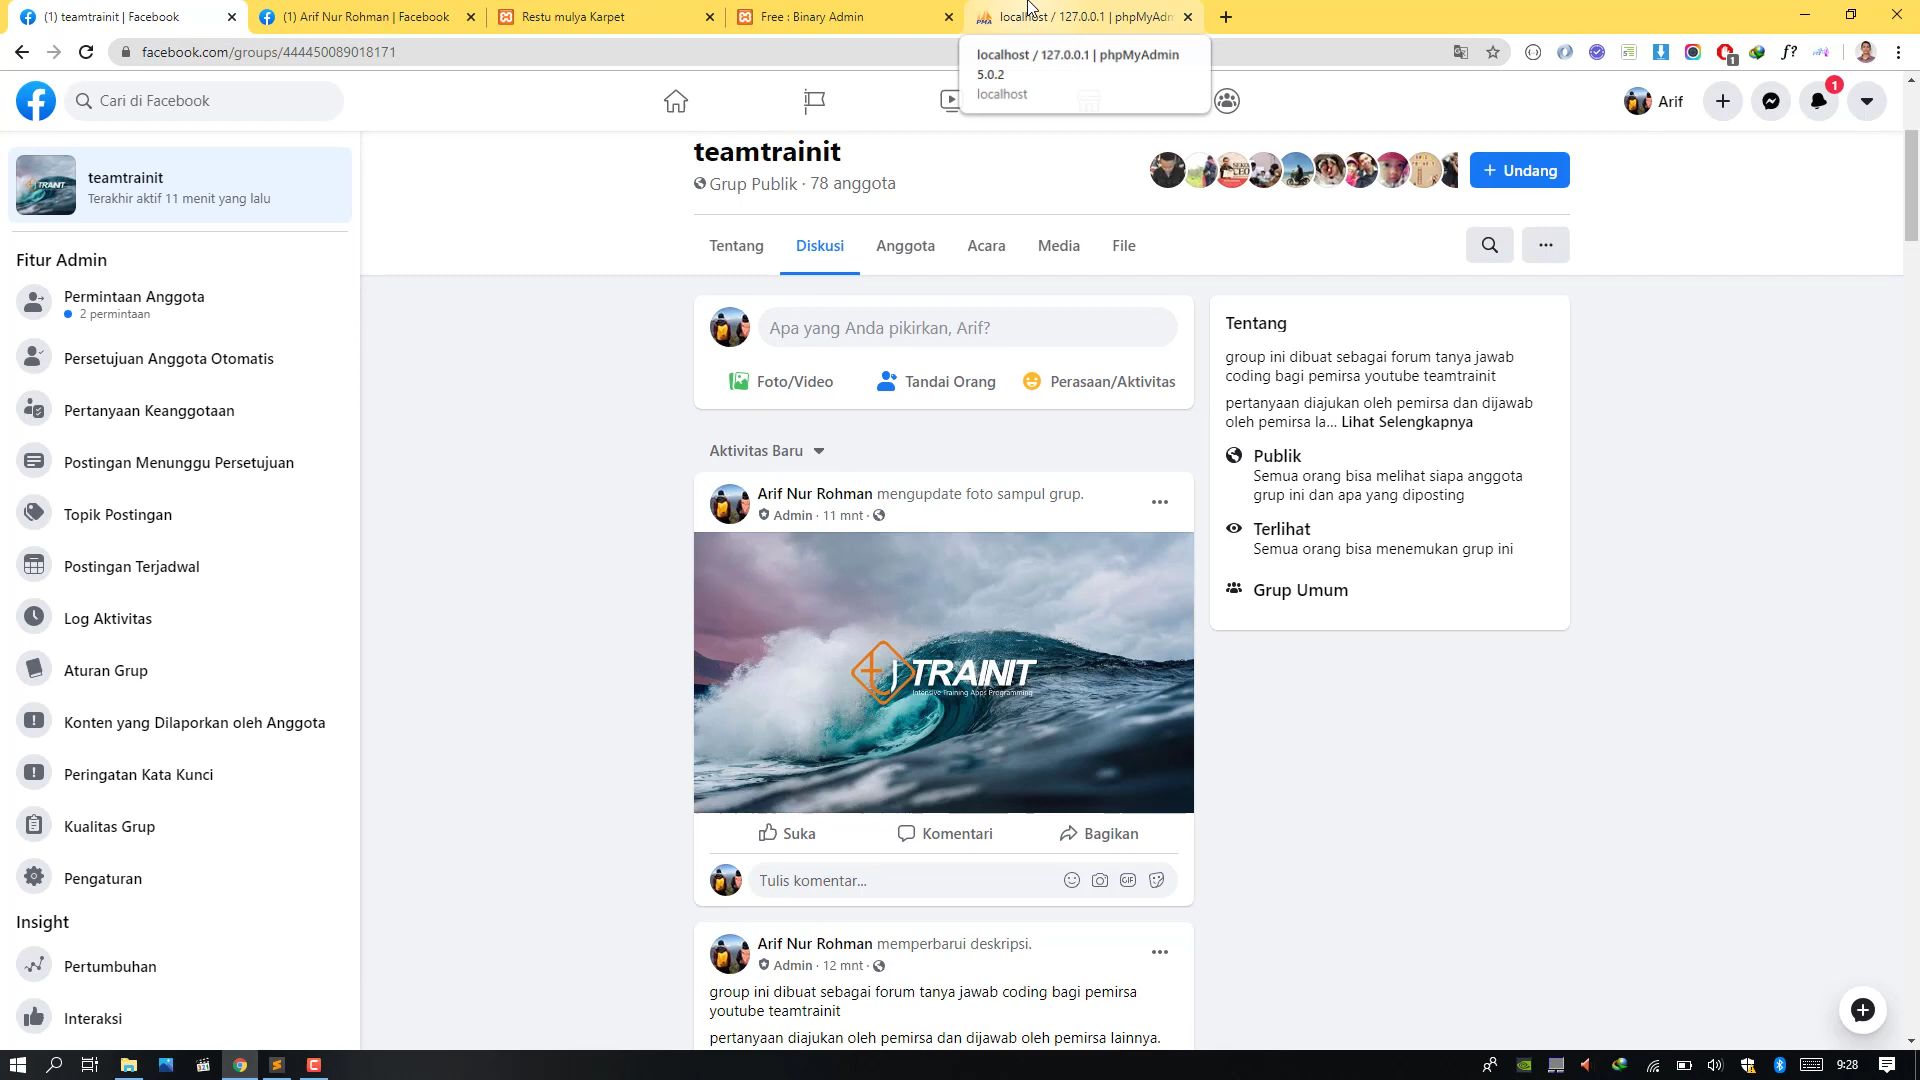 (1) teamtrainit | Facebook
(1) Arif Nur Rohman | Facebook
Restu mulya Karpet
Free : Binary Admin
localhost / 127.0.0.1 | phpMyAdm
facebook.com/groups/444450089018171
localhost / 127.0.0.1 | phpMyAdmin
5.0.2
localhost
Cari di Facebook
Arif
1
teamtrainit
Terakhir aktif 11 menit yang lalu
Fitur Admin
Permintaan Anggota
2 permintaan
Persetujuan Anggota Otomatis
Pertanyaan Keanggotaan
Postingan Menunggu Persetujuan
Topik Postingan
Postingan Terjadwal
Log Aktivitas
Aturan Grup
Konten yang Dilaporkan oleh Anggota
Peringatan Kata Kunci
Kualitas Grup
Pengaturan
Insight
Pertumbuhan
Interaksi
teamtrainit
Grup Publik · 78 anggota
+ Undang
Tentang
Diskusi
Anggota
Acara
Media
File
Apa yang Anda pikirkan, Arif?
Foto/Video
Tandai Orang
Perasaan/Aktivitas
Aktivitas Baru
Arif Nur Rohman mengupdate foto sampul grup.
Admin · 11 mnt ·
TRAINIT
Intensive Training Apps Programming
Suka
Komentari
Bagikan
Tulis komentar...
GIF
Arif Nur Rohman memperbarui deskripsi.
Admin · 12 mnt ·
group ini dibuat sebagai forum tanya jawab coding bagi pemirsa
youtube teamtrainit
pertanyaan diajukan oleh pemirsa dan dijawab oleh pemirsa lainnya.
Tentang
group ini dibuat sebagai forum tanya jawab
coding bagi pemirsa youtube teamtrainit
pertanyaan diajukan oleh pemirsa dan dijawab
oleh pemirsa la... Lihat Selengkapnya
Publik
Semua orang bisa melihat siapa anggota
grup ini dan apa yang diposting
Terlihat
Semua orang bisa menemukan grup ini
Grup Umum
9:28